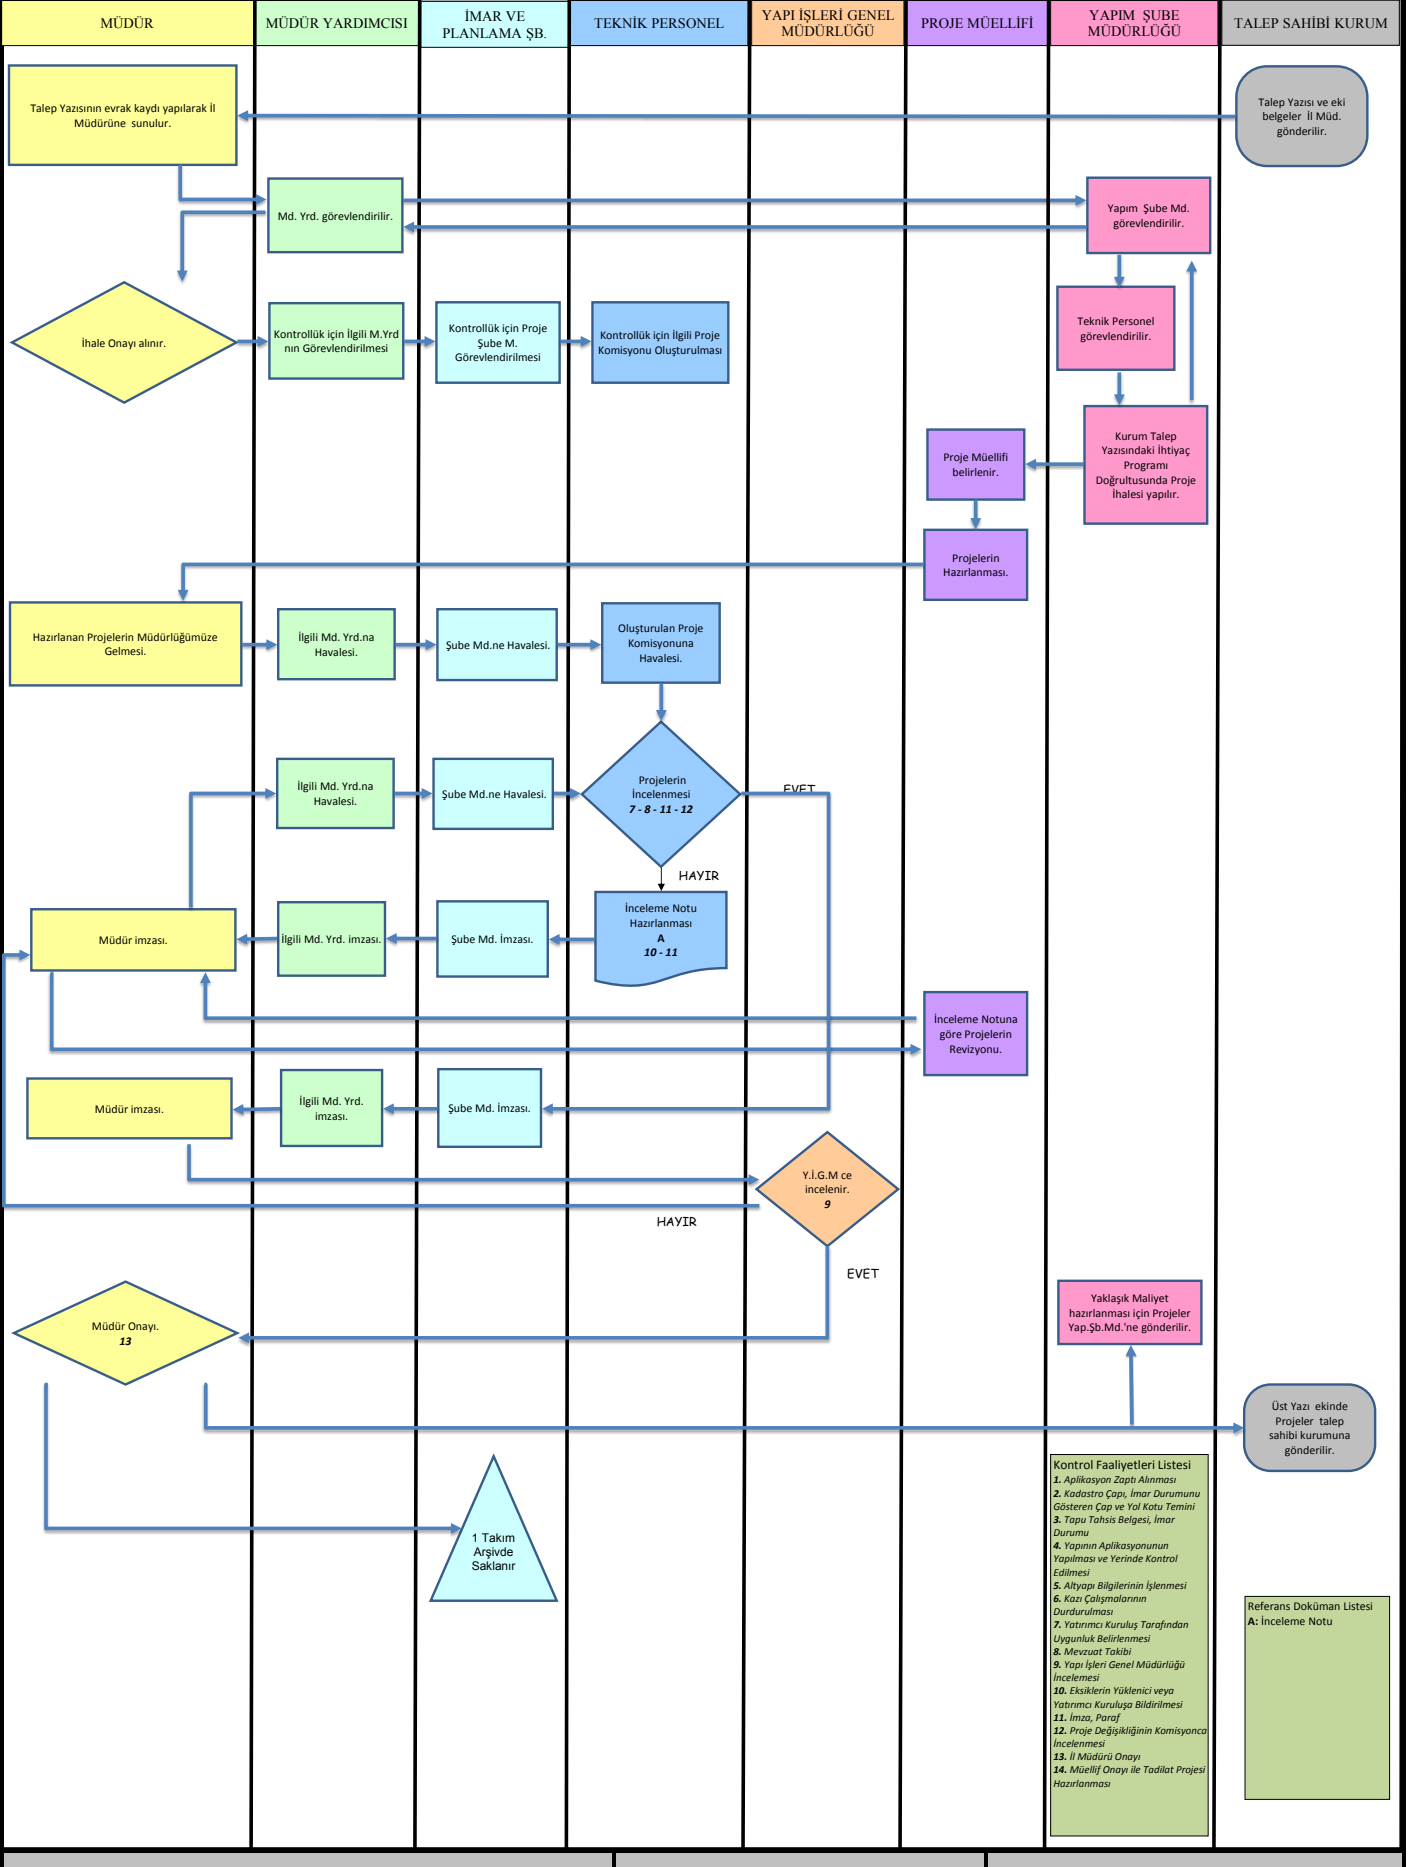 MÜDÜR
MÜDÜR YARDIMCISI
İMAR VE
PLANLAMA ŞB.
TEKNİK PERSONEL
YAPI İŞLERİ GENEL
MÜDÜRLÜĞÜ
PROJE MÜELLİFİ
YAPIM ŞUBE
MÜDÜRLÜĞÜ
TALEP SAHİBİ KURUM
Talep Yazısının evrak kaydı yapılarak İl
Müdürüne sunulur.
Talep Yazısı ve eki
belgeler İl Müd.
gönderilir.
Md. Yrd. görevlendirilir.
Yapım Şube Md.
görevlendirilir.
İhale Onayı alınır.
Kontrollük için İlgili M.Yrd
nın Görevlendirilmesi
Kontrollük için Proje
Şube M.
Görevlendirilmesi
Kontrollük için İlgili Proje
Komisyonu Oluşturulması
Teknik Personel
görevlendirilir.
Proje Müellifi
belirlenir.
Kurum Talep
Yazısındaki İhtiyaç
Programı
Doğrultusunda Proje
İhalesi yapılır.
Projelerin
Hazırlanması.
Hazırlanan Projelerin Müdürlüğümüze
Gelmesi.
İlgili Md. Yrd.na
Havalesi.
Şube Md.ne Havalesi.
Oluşturulan Proje
Komisyonuna
Havalesi.
İlgili Md. Yrd.na
Havalesi.
Şube Md.ne Havalesi.
Projelerin
İncelenmesi
7 - 8 - 11 - 12
EVET
HAYIR
Müdür imzası.
İlgili Md. Yrd. imzası.
Şube Md. İmzası.
İnceleme Notu
Hazırlanması
A
10 - 11
İnceleme Notuna
göre Projelerin
Revizyonu.
Müdür imzası.
İlgili Md. Yrd.
imzası.
Şube Md. İmzası.
Y.İ.G.M ce
incelenir.
9
HAYIR
EVET
Müdür Onayı.
13
Yaklaşık Maliyet
hazırlanması için Projeler
Yap.Şb.Md.'ne gönderilir.
Üst Yazı ekinde
Projeler talep
sahibi kurumuna
gönderilir.
1 Takım
Arşivde
Saklanır
Kontrol Faaliyetleri Listesi
1. Aplikasyon Zaptı Alınması
2. Kadastro Çapı, İmar Durumunu
Gösteren Çap ve Yol Kotu Temini
3. Tapu Tahsis Belgesi, İmar
Durumu
4. Yapının Aplikasyonunun
Yapılması ve Yerinde Kontrol
Edilmesi
5. Altyapı Bilgilerinin İşlenmesi
6. Kazı Çalışmalarının
Durdurulması
7. Yatırımcı Kuruluş Tarafından
Uygunluk Belirlenmesi
8. Mevzuat Takibi
9. Yapı İşleri Genel Müdürlüğü
İncelemesi
10. Eksiklerin Yüklenici veya
Yatırımcı Kuruluşa Bildirilmesi
11. İmza, Paraf
12. Proje Değişikliğinin Komisyonca
İncelenmesi
13. İl Müdürü Onayı
14. Müellif Onayı ile Tadilat Projesi
Hazırlanması
Referans Doküman Listesi
A: İnceleme Notu